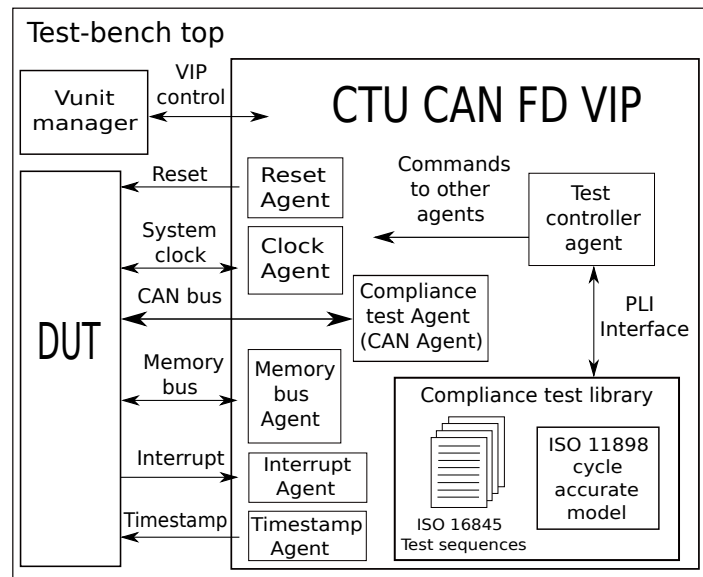 Test-bench top
Vunit
manager
VIP
control
CTU CAN FD VIP
Reset
Reset
Agent
Commands
to other
agents
Test
controller
agent
System
clock
Clock
Agent
CAN bus
Compliance
test Agent
(CAN Agent)
PLI
Interface
DUT
Memory
bus
Memory
bus
Agent
Compliance test library
ISO 16845
Test sequences
ISO 11898
cycle
accurate
model
Interrupt
Interrupt
Agent
Timestamp
Timestamp
Agent